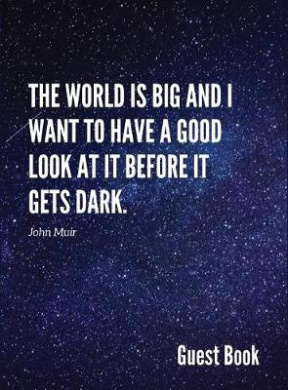 THE WORLD IS BIG AND I
WANT TO HAVE A GOOD
LOOK AT IT BEFORE IT
GETS DARK.
John Muir
Guest Book